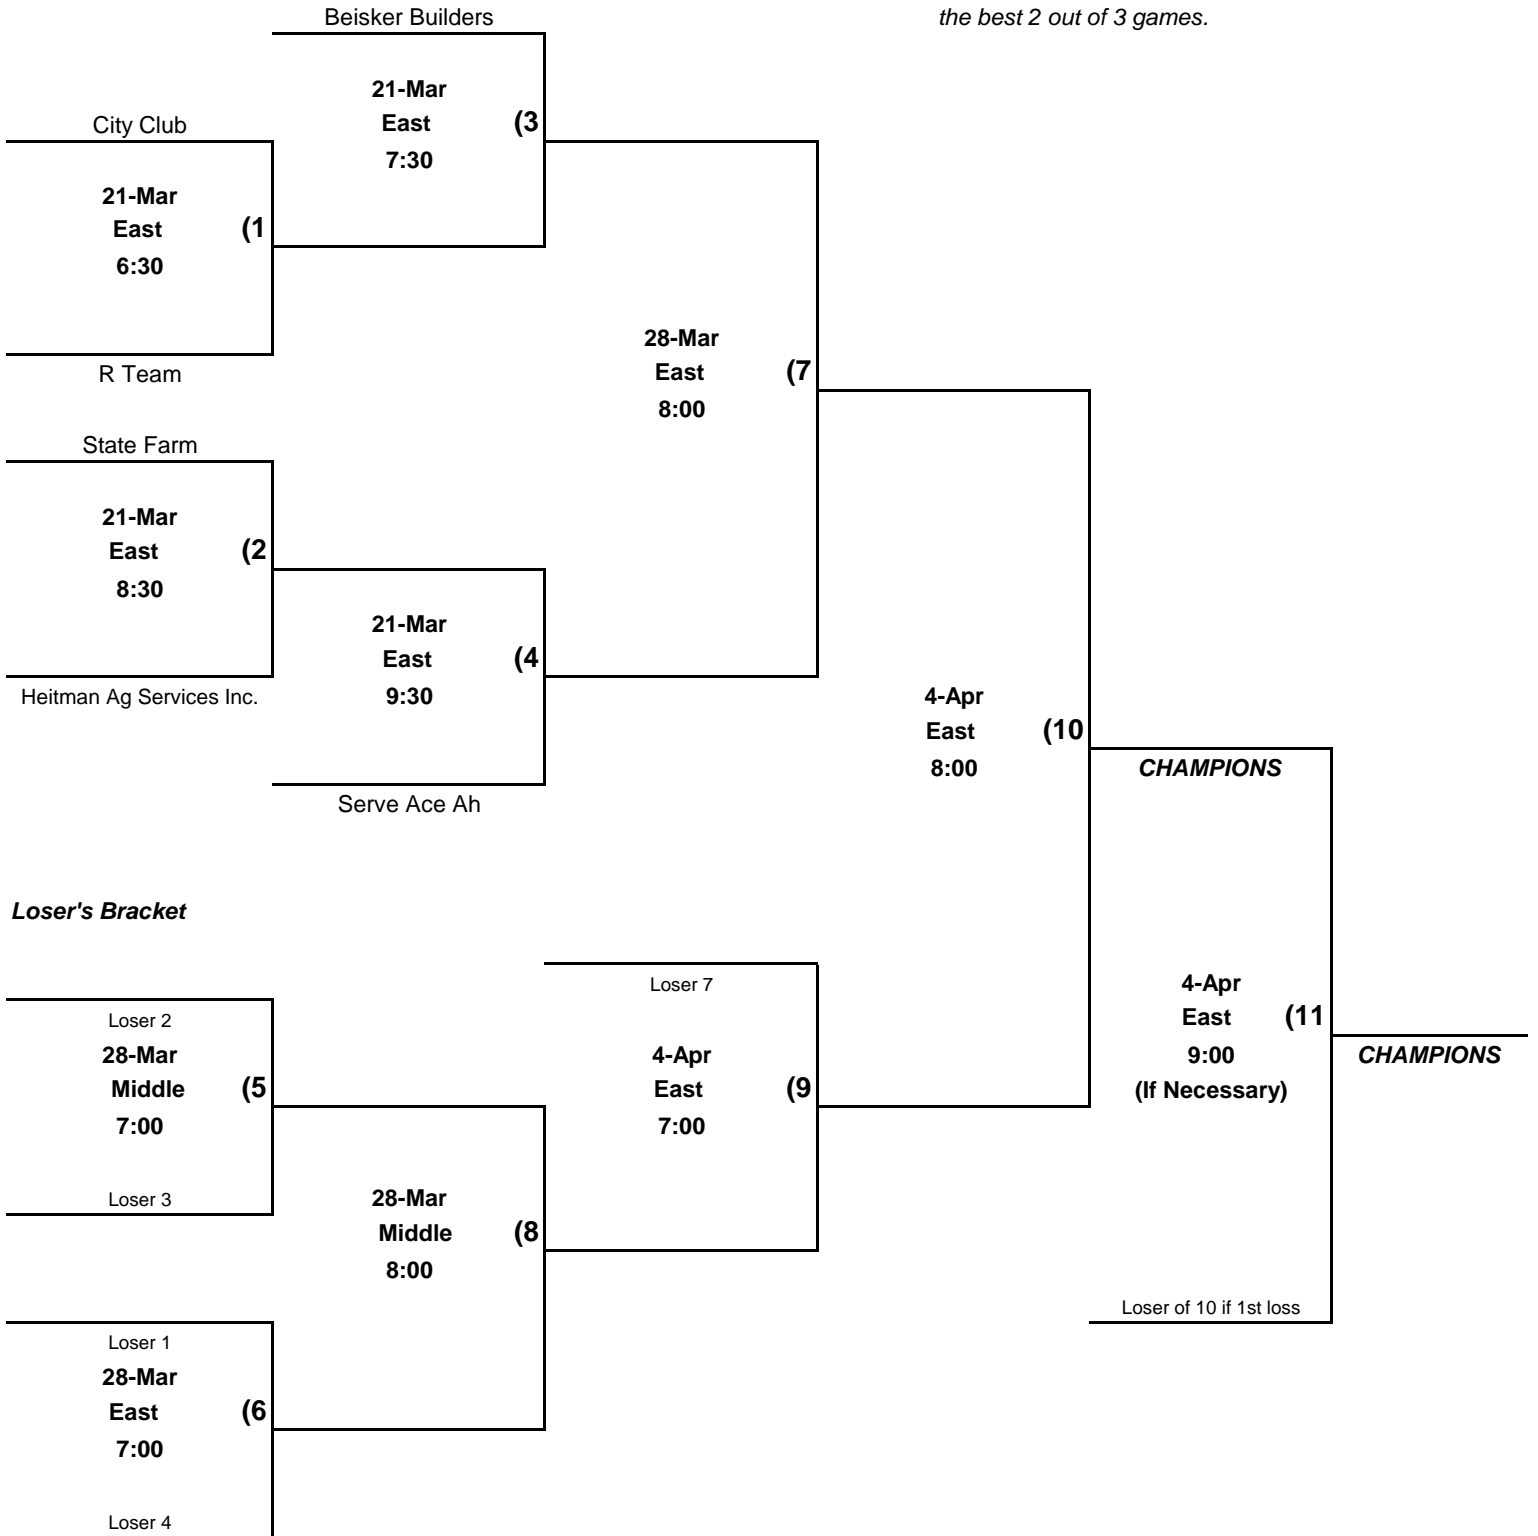 Beisker Builders
the best 2 out of 3 games.
21-Mar
East (3
7:30
City Club
21-Mar
East (1
6:30
R Team
28-Mar
East (7
8:00
State Farm
21-Mar
East (2
8:30
Heitman Ag Services Inc.
21-Mar
East (4
9:30
Serve Ace Ah
4-Apr
East (10
8:00
CHAMPIONS
Loser's Bracket
Loser 2
28-Mar
Middle (5
7:00
Loser 3
Loser 7
4-Apr
East (9
7:00
4-Apr
East (11
9:00
(If Necessary)
CHAMPIONS
28-Mar
Middle (8
8:00
Loser of 10 if 1st loss
Loser 1
28-Mar
East (6
7:00
Loser 4